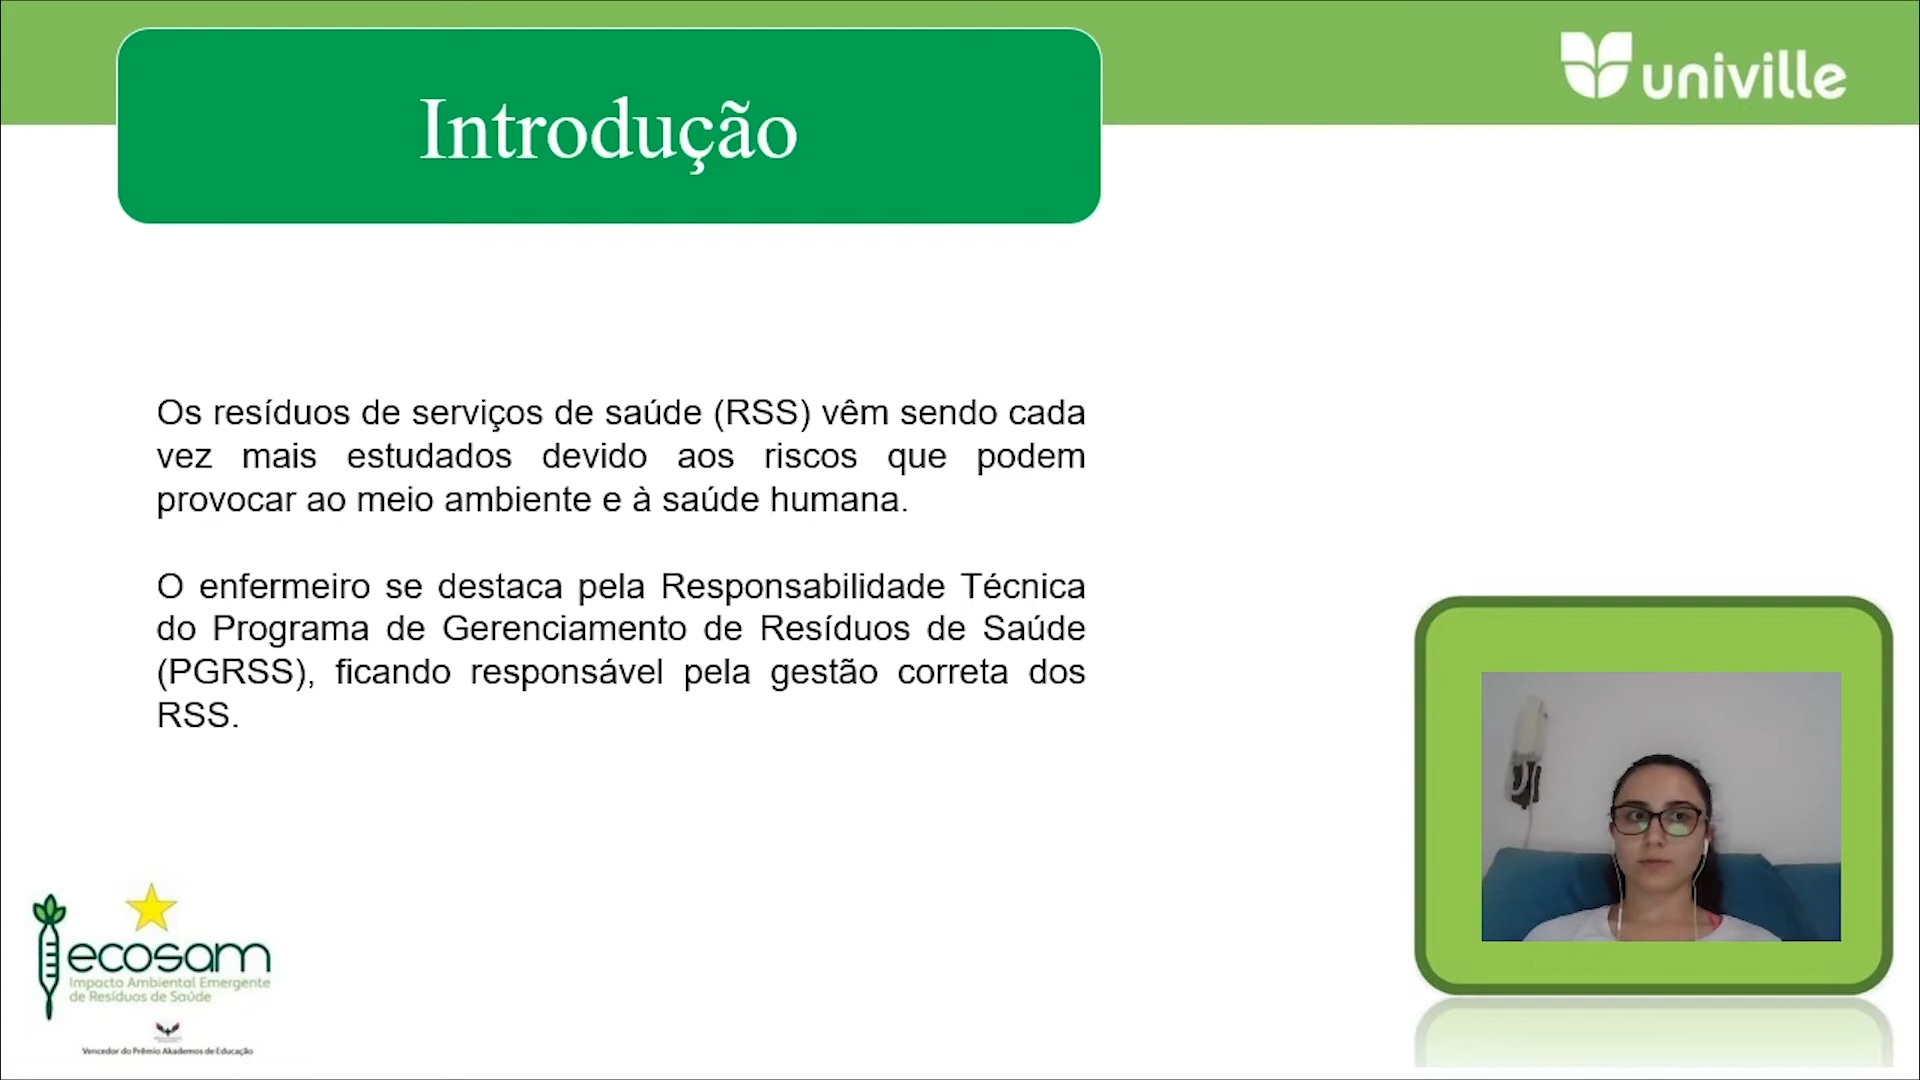 Introdução
univille
Os resíduos de serviços de saúde (RSS) vêm sendo cada
vez mais estudados devido aos riscos que podem
provocar ao meio ambiente e à saúde humana.
O enfermeiro se destaca pela Responsabilidade Técnica
do Programa de Gerenciamento de Resíduos de Saúde
(PGRSS), ficando responsável pela gestão correta dos
RSS.
ecosam
Impacto Ambiental Emergente
de Resíduos de Saúde
Vencedor do Prêmio Akademos de Educação